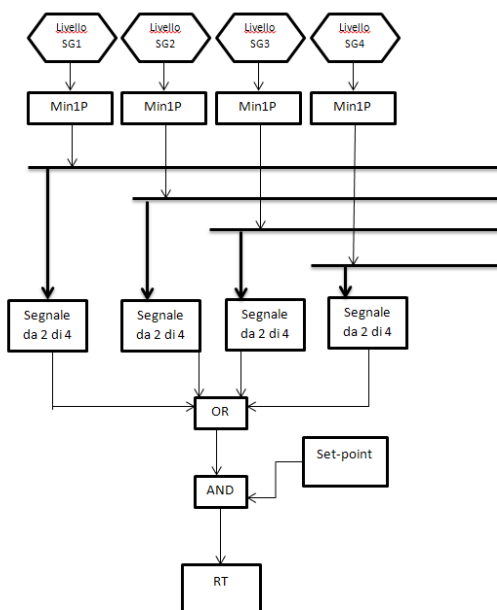 Livello
SG1
Livello
SG2
Livello
SG3
Livello
SG4
Min1P
Min1P
Min1P
Min1P
Segnale
da 2 di 4
Segnale
da 2 di 4
Segnale
da 2 di 4
Segnale
da 2 di 4
OR
Set-point
AND
RT